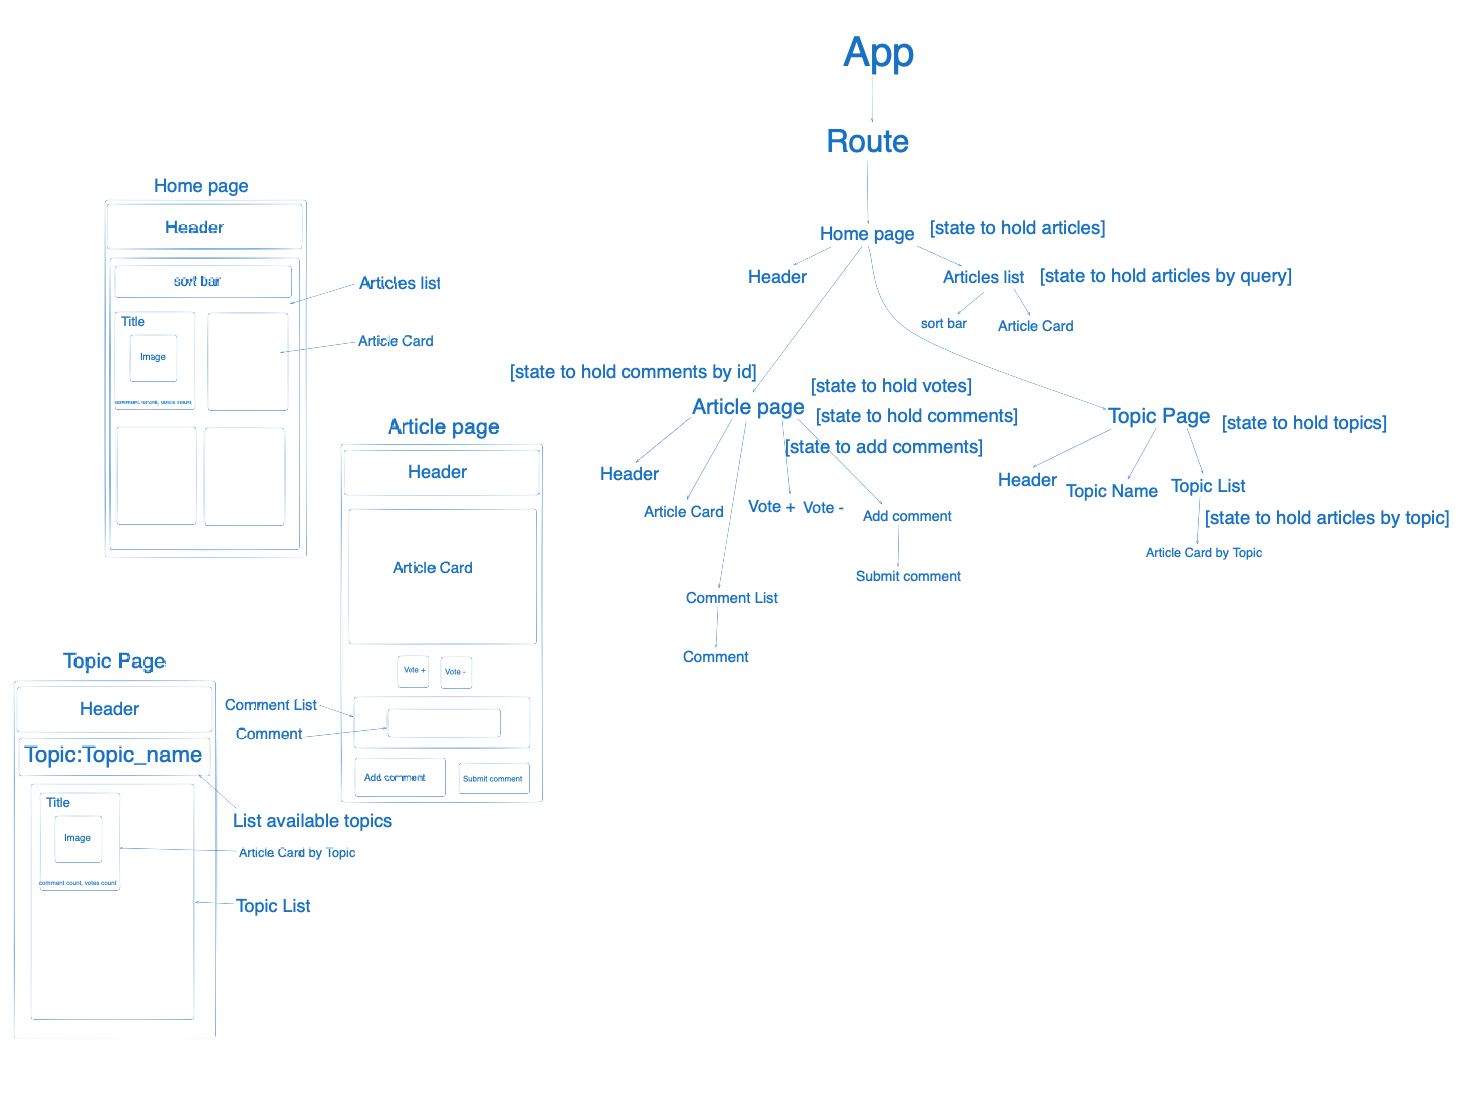 App
Route
Home page
[state to hold articles]
Header
Articles list
[state to hold articles by query]
sort bar
Article Card
[state to hold comments by id]
Article page
[state to hold votes]
[state to hold comments]
[state to add comments]
Header
Article Card
Vote +
Vote -
Add comment
Submit comment
Comment List
Comment
Topic Page
[state to hold topics]
Header
Topic Name
Topic List
[state to hold articles by topic]
Article Card by Topic
Home page
Header
sort bar
Title
Image
comment count, votes count
Articles list
Article Card
Article page
Header
Article Card
Vote +
Vote -
Comment List
Comment
Add comment
Submit comment
Topic Page
Header
Topic:Topic_name
Title
Image
comment count, votes count
List available topics
Article Card by Topic
Topic List